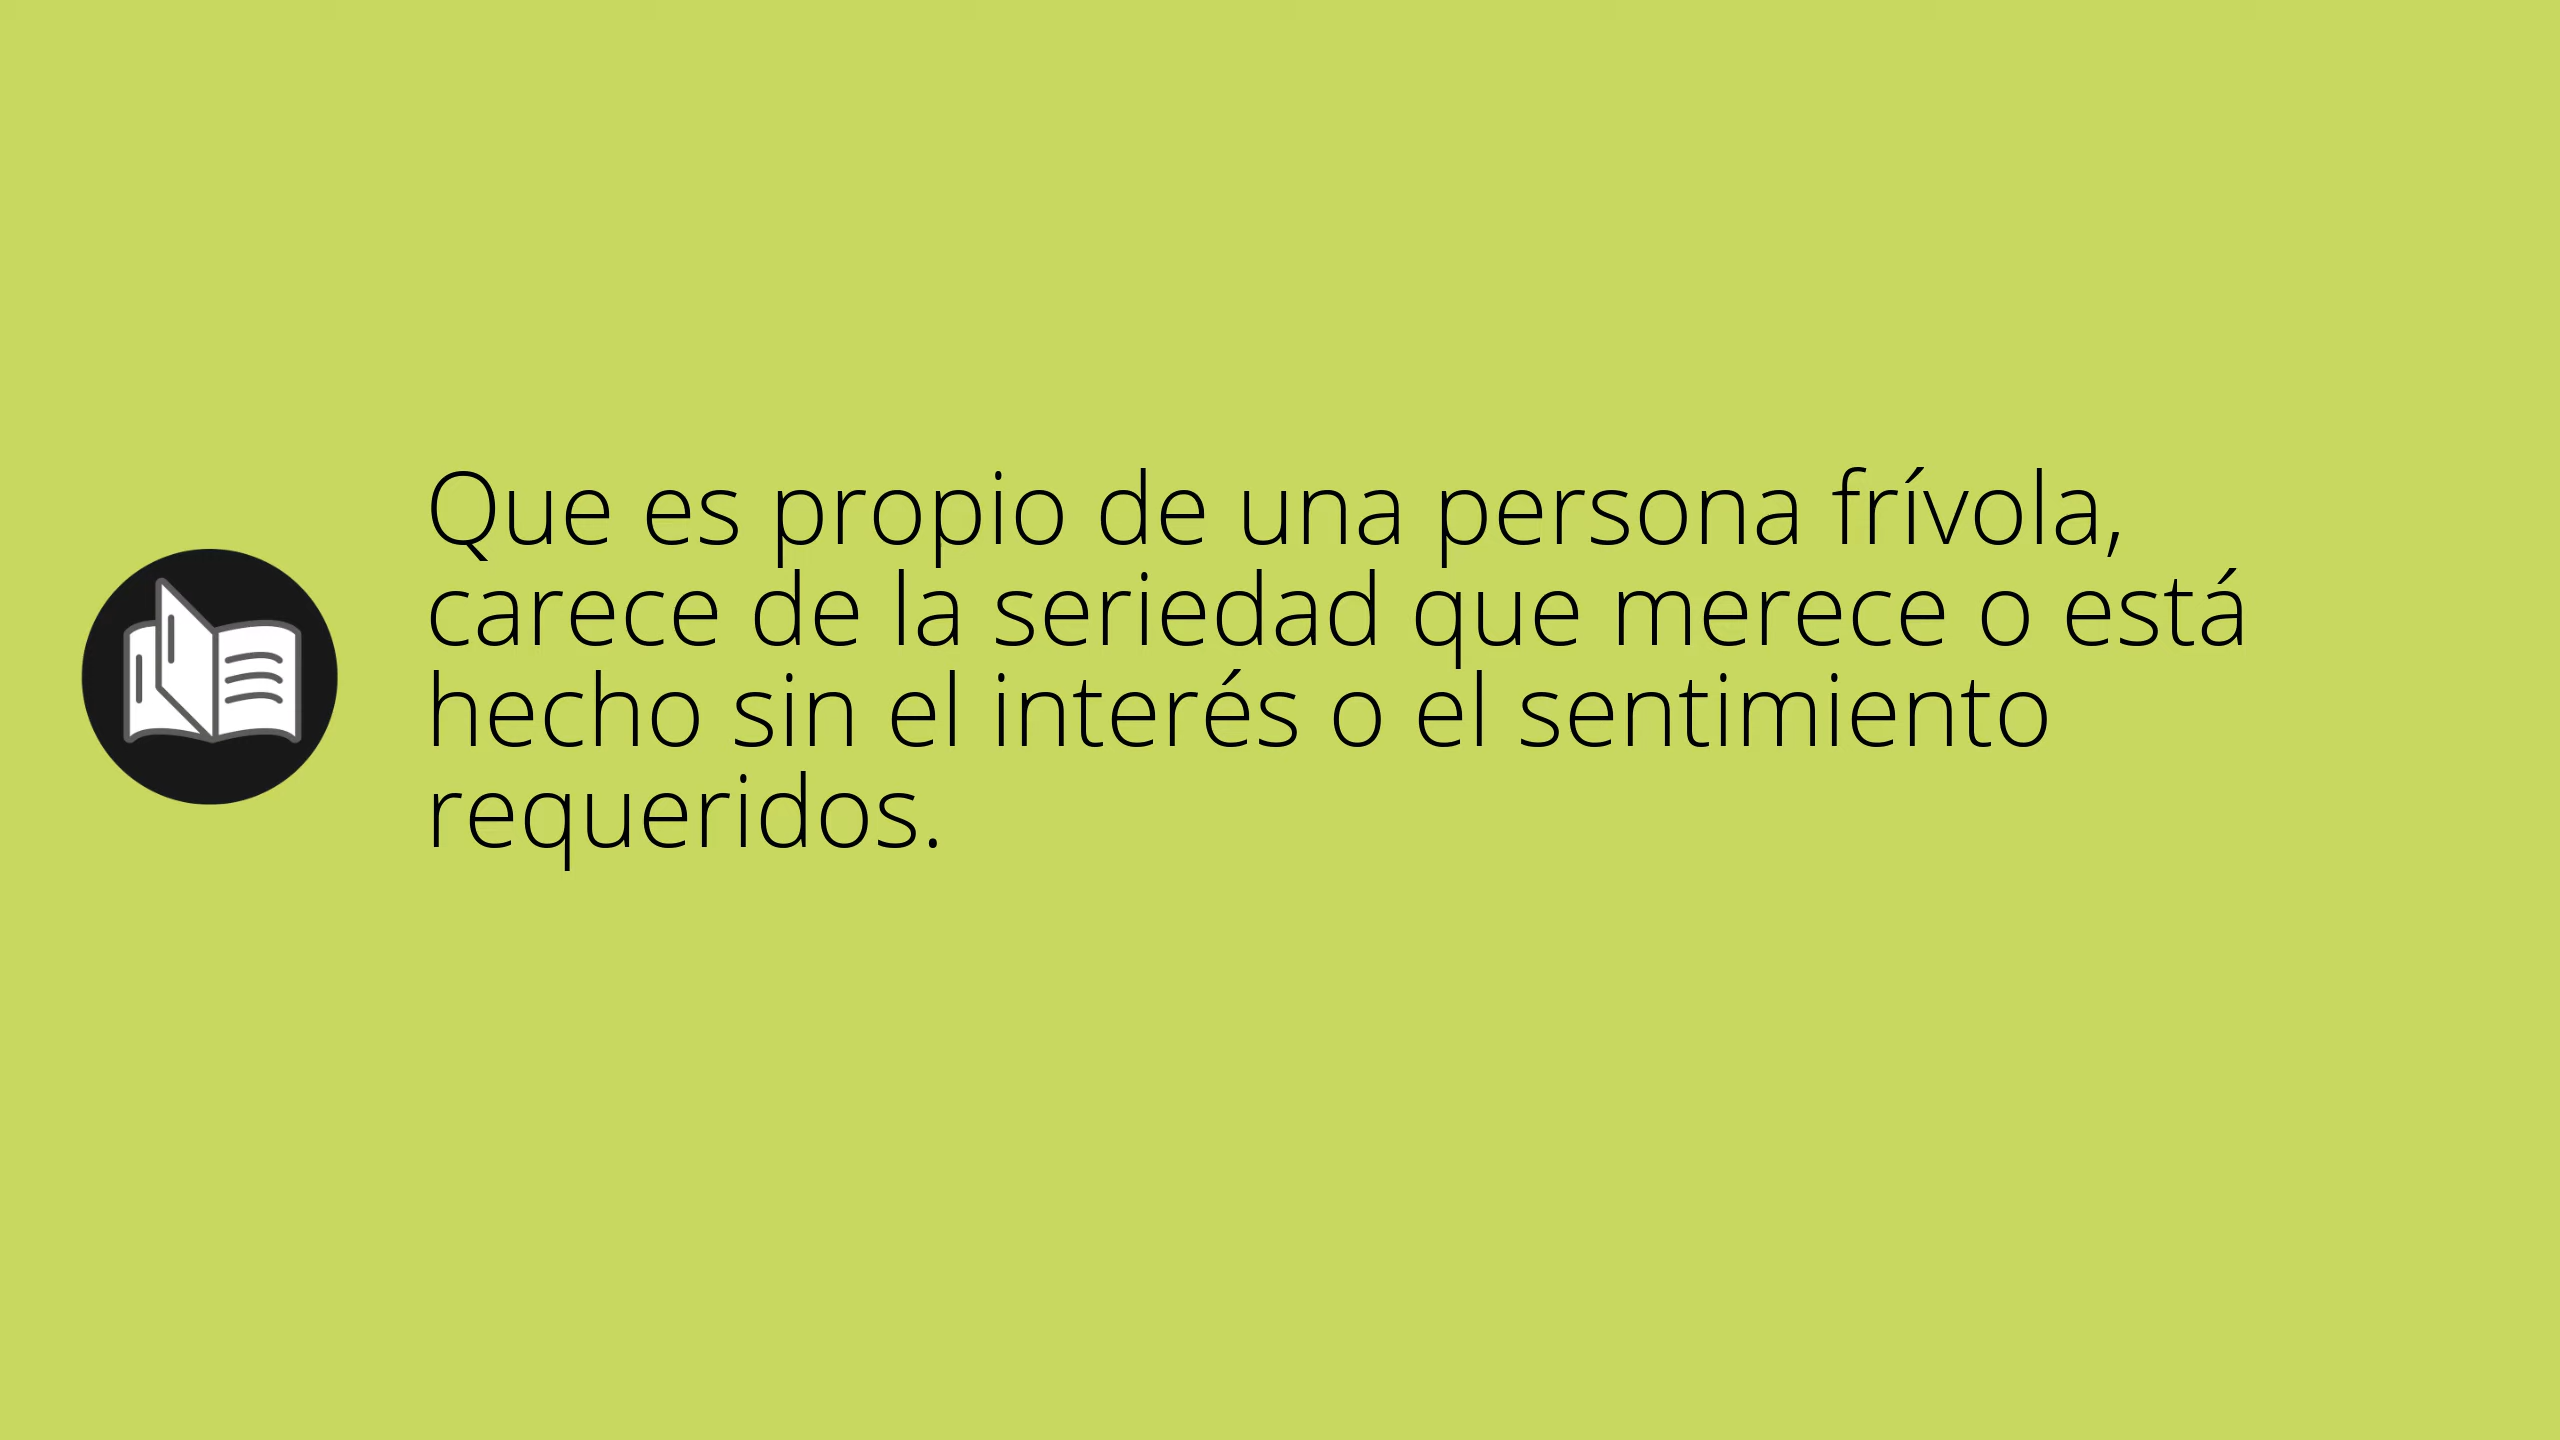 Que es propio de una persona frívola,
carece de la seriedad que merece o está
hecho sin el interés o el sentimiento
requeridos.